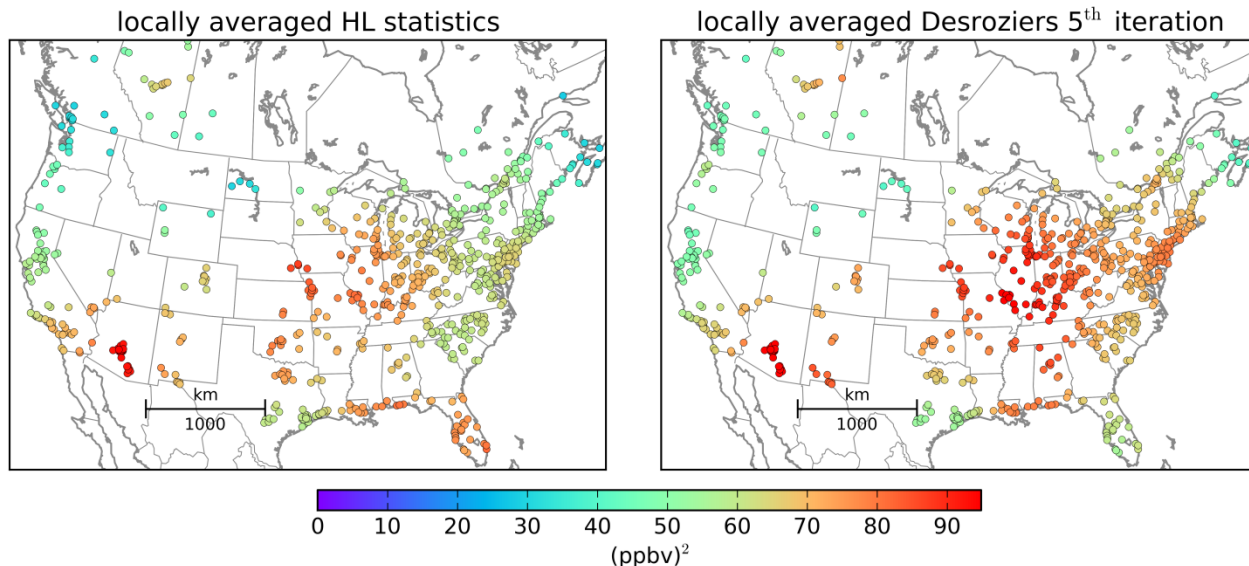 locally averaged HL statistics
locally averaged Desroziers 5th iteration
km
1000
km
1000
0 10 20 30 40 50 60 70 80 90
(ppbv)²